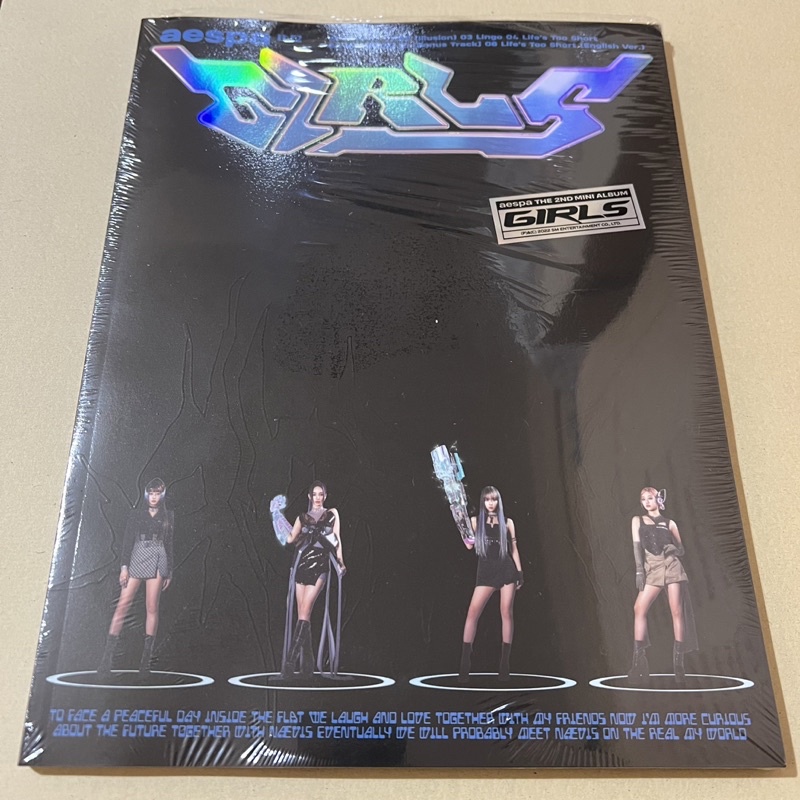 aespa
Illusion) 03 Lingo 04 Life's Too Short
Bonus Track] 06 Life's Too Short (English Ver.)
GIRLS
aespa THE 2ND MINI ALBUM
GIRLS
2022 SM ENTERTAINMENT CO., LTD.
TO FACE A PEACEFUL DAY INSIDE THE FLAT WE LAUGH AND LOVE TOGETHER WITH MY FRIENDS NOW I'M MORE CURIOUS
ABOUT THE FUTURE TOGETHER WITH NAEVIS EVENTUALLY WE WILL PROBABLY MEET NAEVIS ON THE REAL MY WORLD